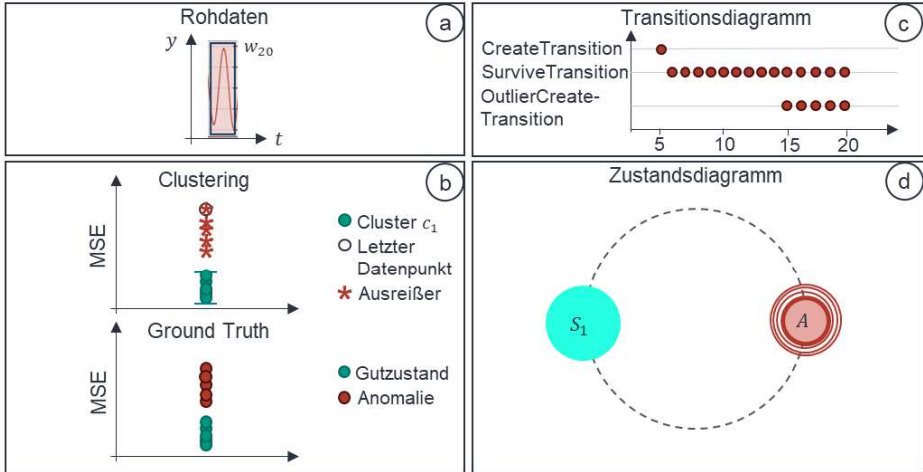 Rohdaten
a
y
w20
t
Clustering
b
MSE
Cluster c1
Letzter
Datenpunkt
Ausreißer
Ground Truth
MSE
Gutzustand
Anomalie
Transitionsdiagramm
c
CreateTransition
SurviveTransition
OutlierCreate-
Transition
5 10 15 20
Zustandsdiagramm
d
S1
A